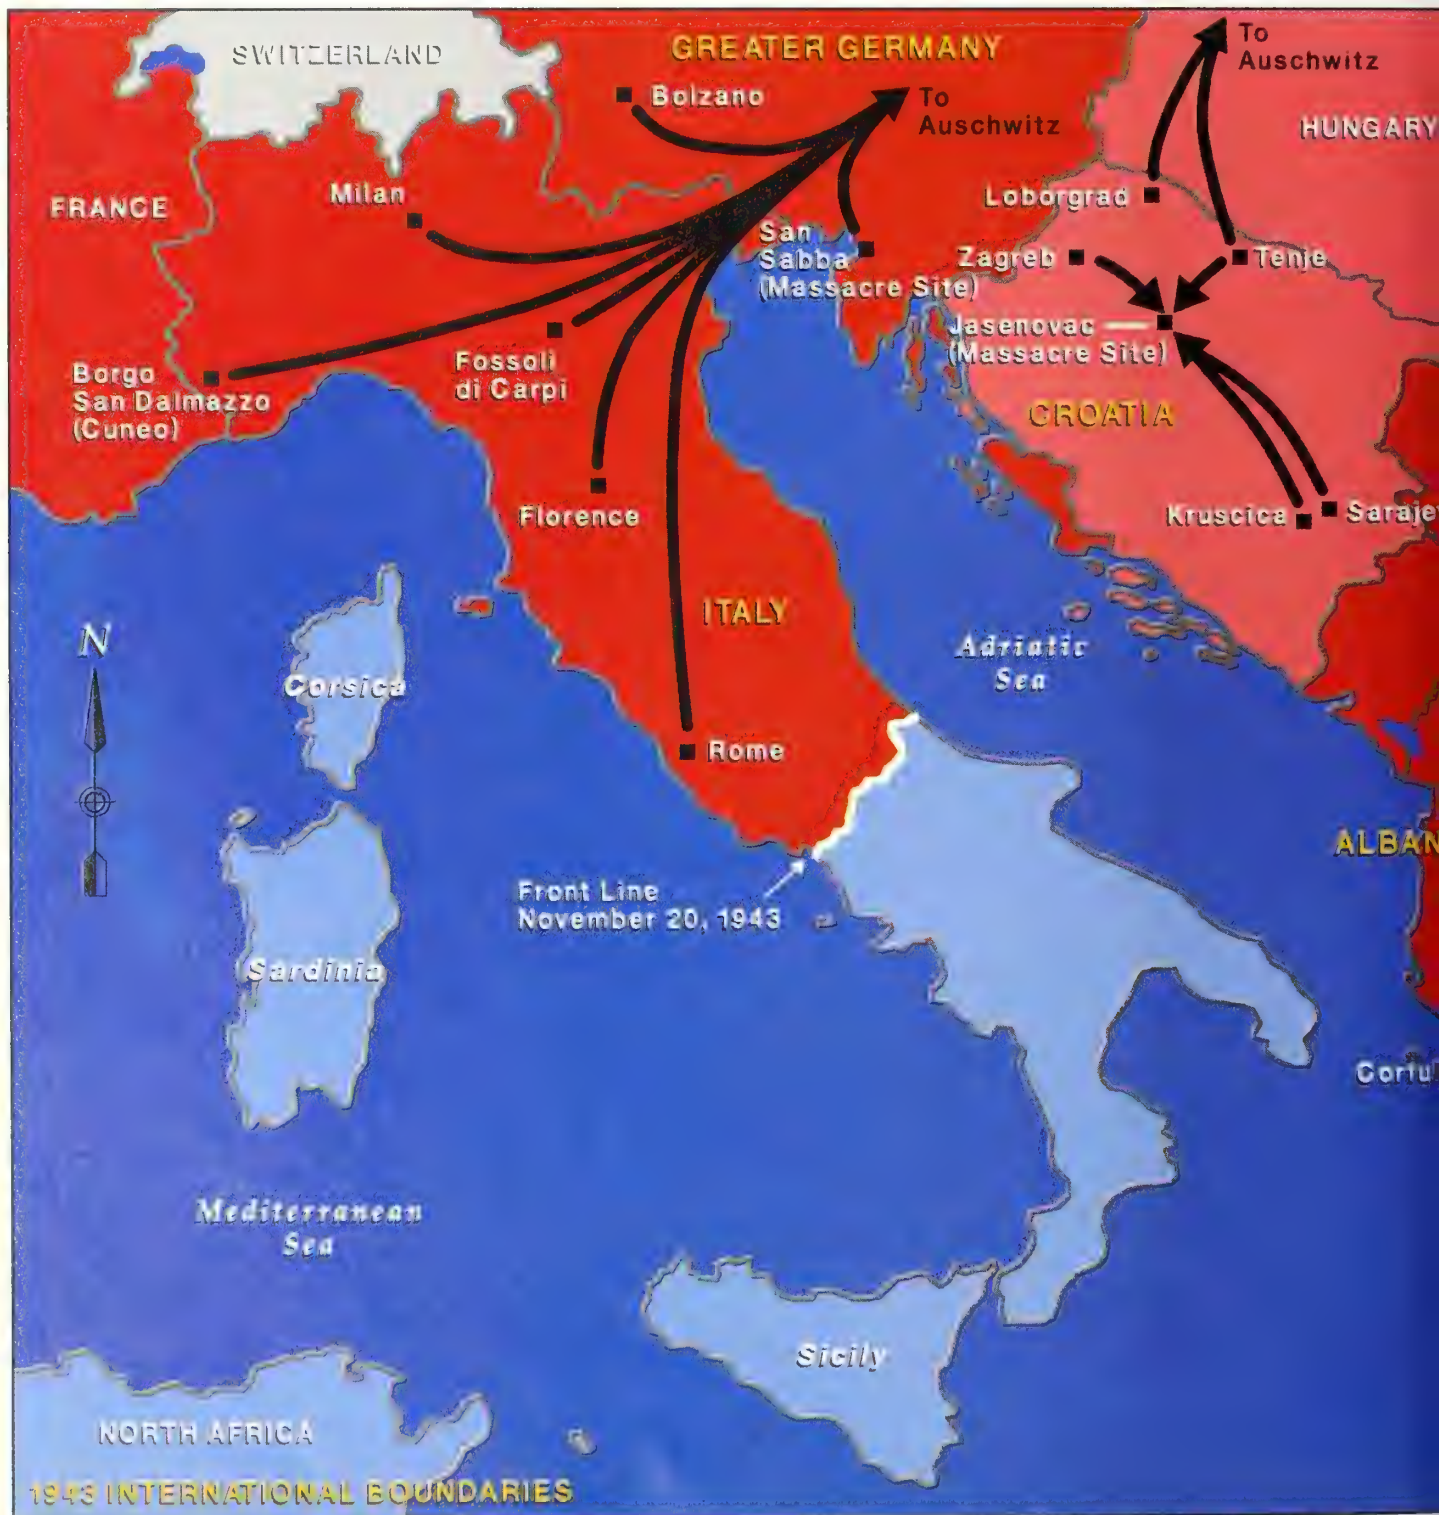 SWITZERLAND
GREATER GERMANY
To
Auschwitz
Bolzano
To
Auschwitz
HUNGARY
Milan
FRANCE
Loborgrad
San
Sabba
(Massacre Site)
Zagreb
Tenje
Jasenovac
(Massacre Site)
Fossoli
di Carpi
Borgo
San Dalmazzo
(Cuneo)
CROATIA
Florence
Kruscica
Saraje
ITALY
N
Adriatic
Sea
Corsica
Rome
ALBAN
Front Line
November 20, 1943
Sardinia
Corfu
Mediterranean
Sea
Sicily
NORTH AFRICA
1943 INTERNATIONAL BOUNDARIES